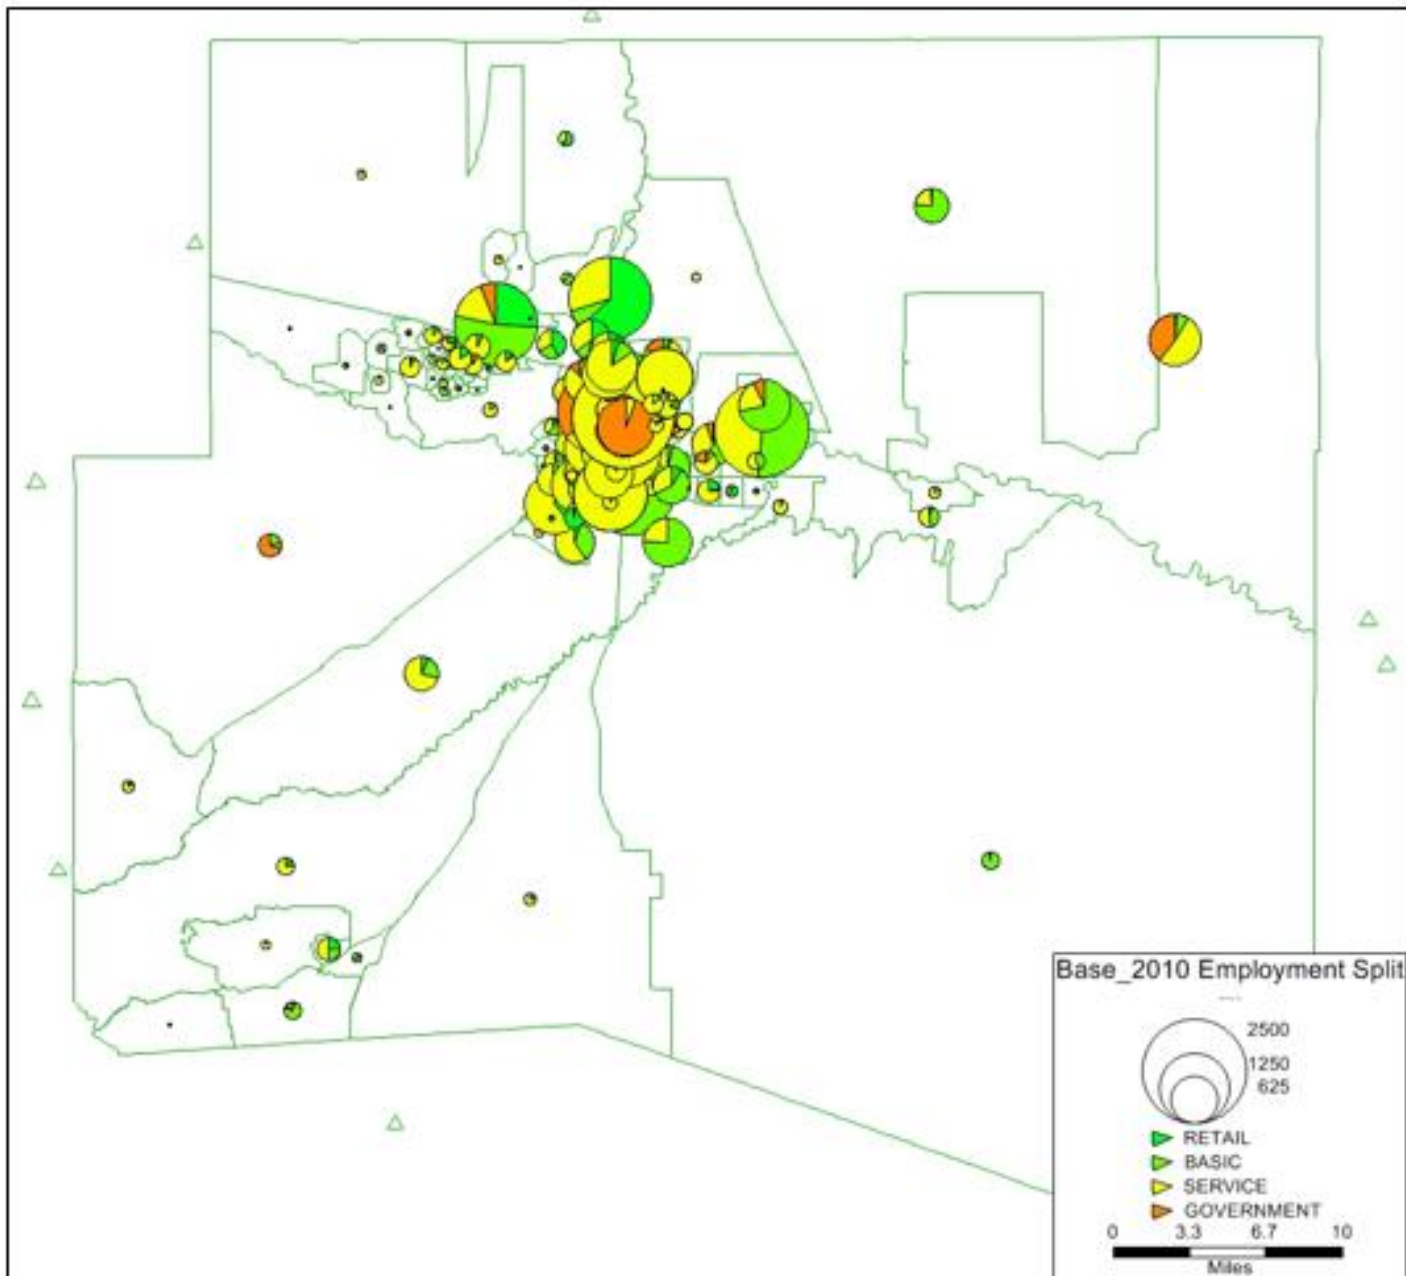 Base_2010 Employment Split
2500
1250
625
RETAIL
BASIC
SERVICE
GOVERNMENT
0 3.3 6.7 10
Miles